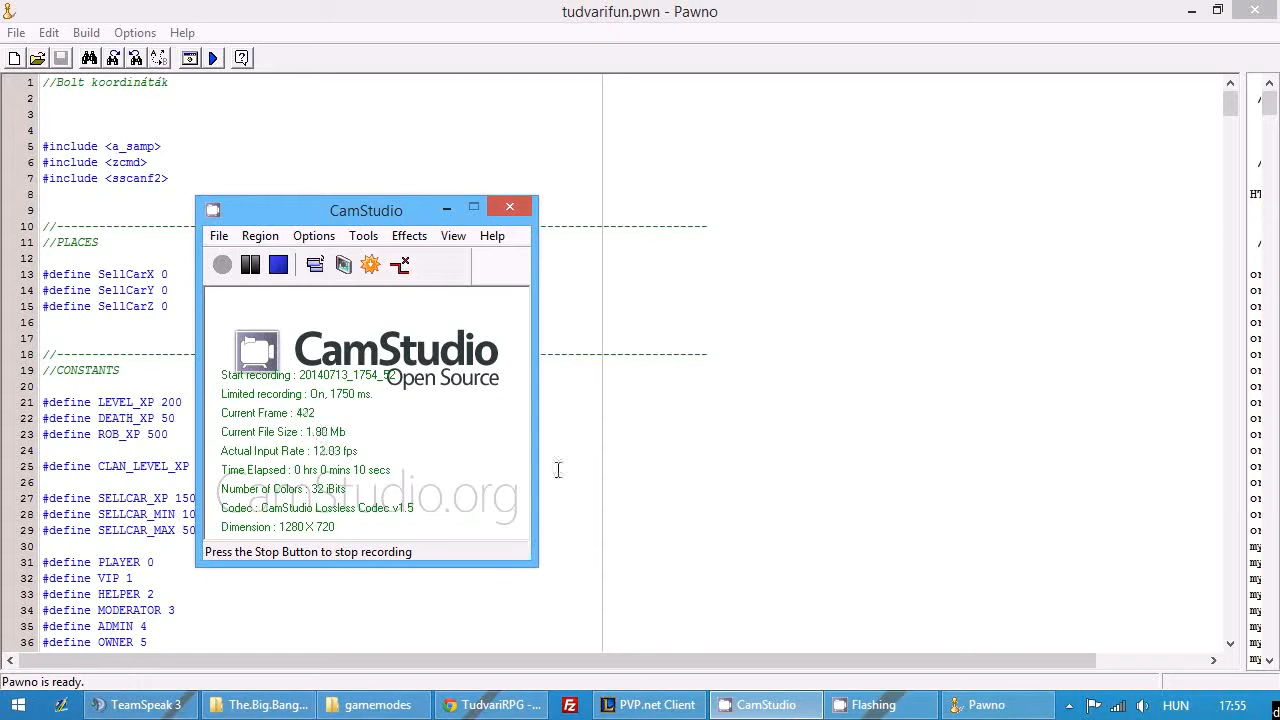 tudvarifun.pwn - Pawno
File Edit Build Options Help
1 //Bolt koordináták
2
3
4
5 #include <a_samp>
6 #include <zcmd>
7 #include <sscanf2>
8
9
10 //
11 //PLACES
12
13 #define SellCarX 0
14 #define SellCarY 0
15 #define SellCarZ 0
16
17
18 //
19 //CONSTANTS
20
21 #define LEVEL_XP 200
22 #define DEATH_XP 50
23 #define ROB_XP 500
24
25 #define CLAN_LEVEL_XP
26
27 #define SELLCAR_XP 150
28 #define SELLCAR_MIN 10
29 #define SELLCAR_MAX 50
30
31 #define PLAYER 0
32 #define VIP 1
33 #define HELPER 2
34 #define MODERATOR 3
35 #define ADMIN 4
36 #define OWNER 5
CamStudio
File Region Options Tools Effects View Help
CamStudio
Open Source
Start recording : 20140713_1754_52
Limited recording : On, 1750 ms.
Current Frame : 422
Current File Size : 1.80 Mb
Actual Input Rate : 12.03 fps
Time Elapsed : 0 hrs 0 mins 10 secs
Number of Colors : 32 Bits
CamStudio.org
Codec : CamStudio Lossless Codec v1.5
Dimension : 1280 X 720
Press the Stop Button to stop recording
Pawno is ready.
TeamSpeak 3 The.Big.Bang... gamemodes TudvariRPG - ... PVP.net Client CamStudio Flashing Pawno HUN 17:55